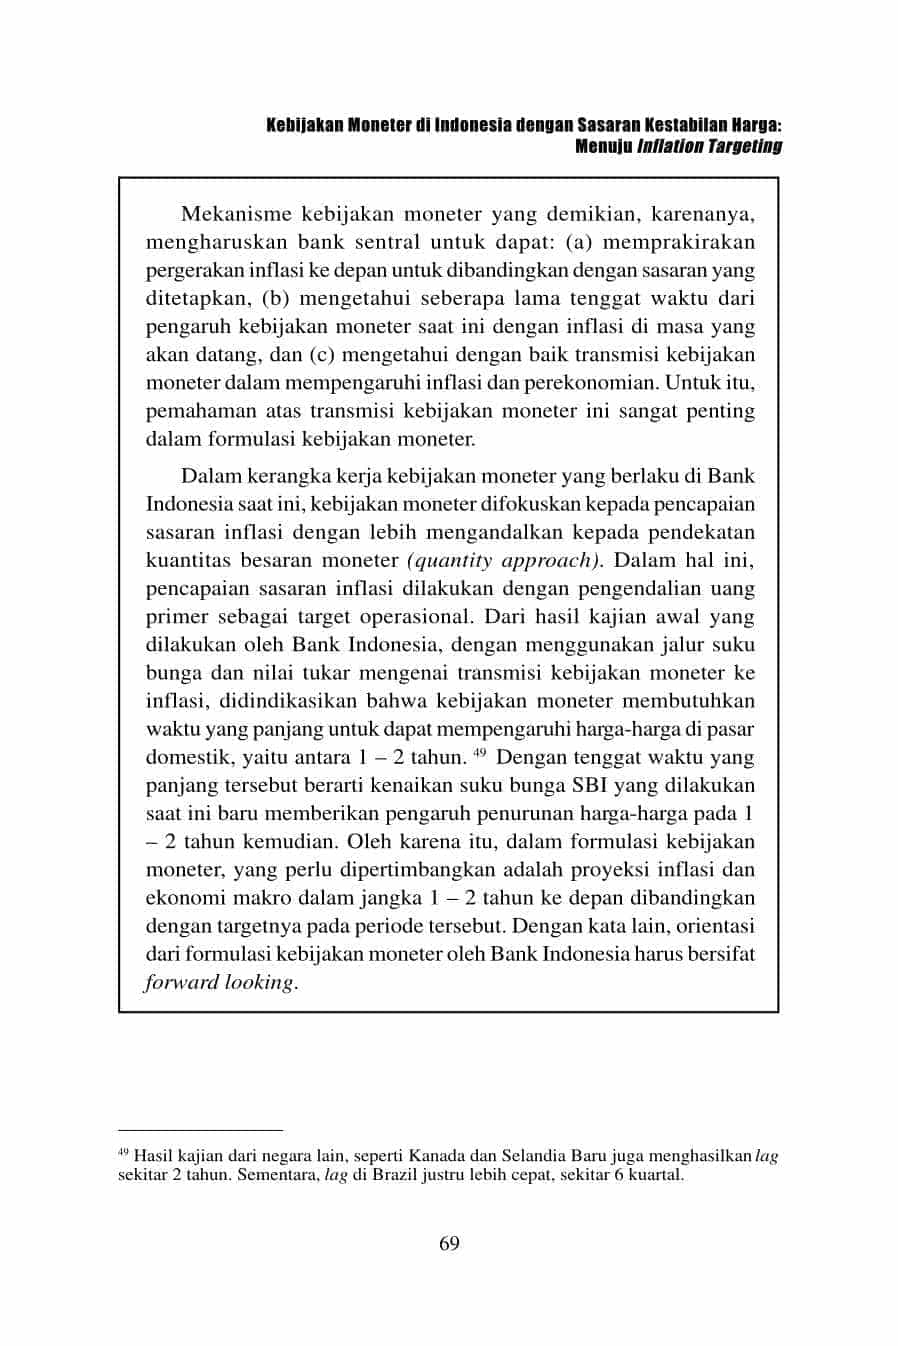 Kebijakan Moneter di Indonesia dengan Sasaran Kestabilan Harga:
Menuju Inflation Targeting
Mekanisme kebijakan moneter yang demikian, karenanya,
mengharuskan bank sentral untuk dapat: (a) memprakirakan
pergerakan inflasi ke depan untuk dibandingkan dengan sasaran yang
ditetapkan, (b) mengetahui seberapa lama tenggat waktu dari
pengaruh kebijakan moneter saat ini dengan inflasi di masa yang
akan datang, dan (c) mengetahui dengan baik transmisi kebijakan
moneter dalam mempengaruhi inflasi dan perekonomian. Untuk itu,
pemahaman atas transmisi kebijakan moneter ini sangat penting
dalam formulasi kebijakan moneter.
Dalam kerangka kerja kebijakan moneter yang berlaku di Bank
Indonesia saat ini, kebijakan moneter difokuskan kepada pencapaian
sasaran inflasi dengan lebih mengandalkan kepada pendekatan
kuantitas besaran moneter (quantity approach). Dalam hal ini,
pencapaian sasaran inflasi dilakukan dengan pengendalian uang
primer sebagai target operasional. Dari hasil kajian awal yang
dilakukan oleh Bank Indonesia, dengan menggunakan jalur suku
bunga dan nilai tukar mengenai transmisi kebijakan moneter ke
inflasi, didindikasikan bahwa kebijakan moneter membutuhkan
waktu yang panjang untuk dapat mempengaruhi harga-harga di pasar
domestik, yaitu antara 1 – 2 tahun. 49 Dengan tenggat waktu yang
panjang tersebut berarti kenaikan suku bunga SBI yang dilakukan
saat ini baru memberikan pengaruh penurunan harga-harga pada 1
– 2 tahun kemudian. Oleh karena itu, dalam formulasi kebijakan
moneter, yang perlu dipertimbangkan adalah proyeksi inflasi dan
ekonomi makro dalam jangka 1 – 2 tahun ke depan dibandingkan
dengan targetnya pada periode tersebut. Dengan kata lain, orientasi
dari formulasi kebijakan moneter oleh Bank Indonesia harus bersifat
forward looking.
49 Hasil kajian dari negara lain, seperti Kanada dan Selandia Baru juga menghasilkan lag
sekitar 2 tahun. Sementara, lag di Brazil justru lebih cepat, sekitar 6 kuartal.
69